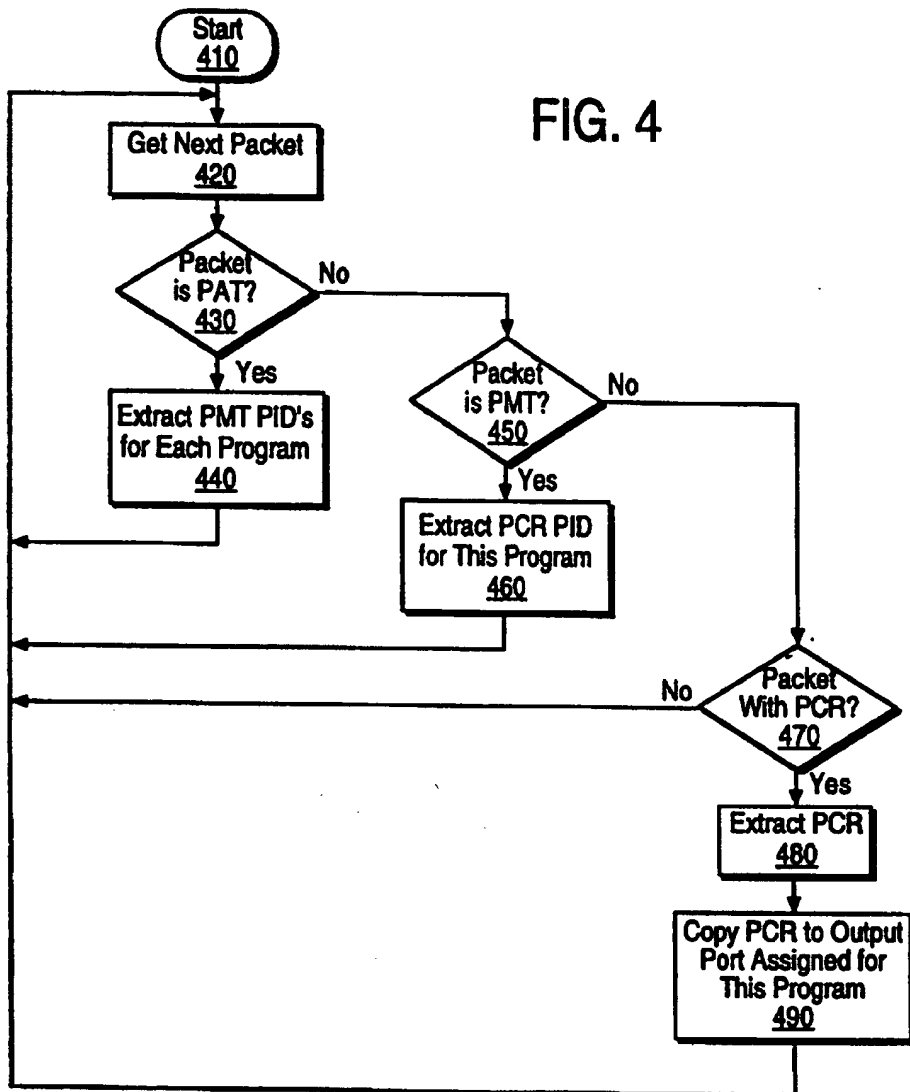 Start
410
FIG. 4
Get Next Packet
420
Packet
is PAT?
430
No
Yes
Extract PMT PID's
for Each Program
440
Packet
is PMT?
450
No
Yes
Extract PCR PID
for This Program
460
Packet
With PCR?
470
No
Yes
Extract PCR
480
Copy PCR to Output
Port Assigned for
This Program
490